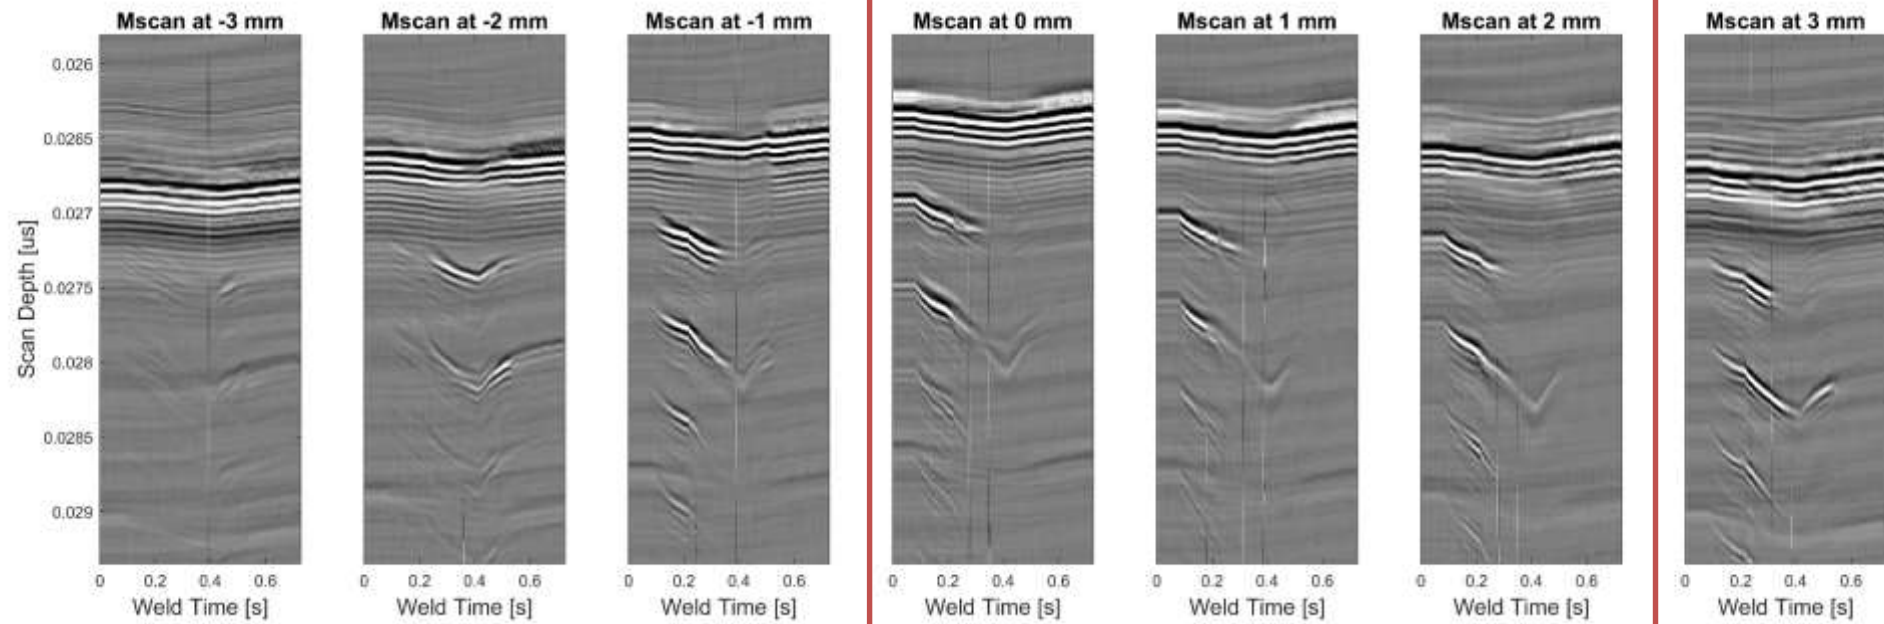 Mscan at -3 mm
Mscan at -2 mm
Mscan at -1 mm
Mscan at 0 mm
Mscan at 1 mm
Mscan at 2 mm
Mscan at 3 mm
Scan Depth [us]
0.026
0.0265
0.027
0.0275
0.028
0.0285
0.029
0 0.2 0.4 0.6
0 0.2 0.4 0.6
0 0.2 0.4 0.6
0 0.2 0.4 0.6
0 0.2 0.4 0.6
0 0.2 0.4 0.6
0 0.2 0.4 0.6
Weld Time [s]
Weld Time [s]
Weld Time [s]
Weld Time [s]
Weld Time [s]
Weld Time [s]
Weld Time [s]